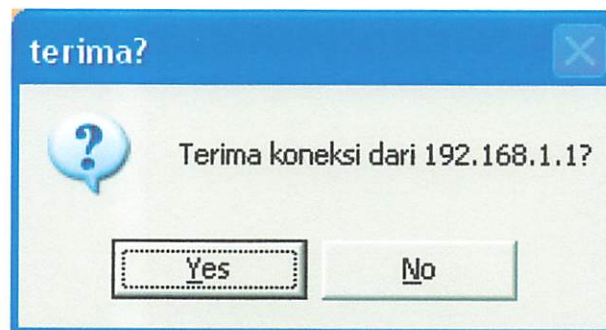 terima?
Terima koneksi dari 192.168.1.1?
Yes No